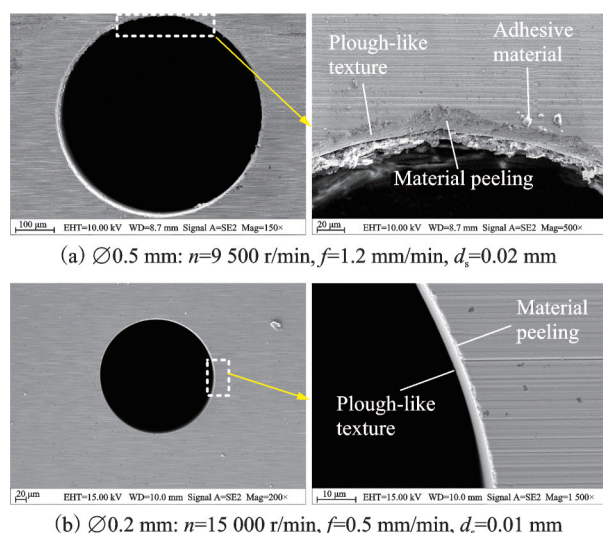 Plough-like
texture
Adhesive
material
Material peeling
100 μm EHT=10.00 kV WD=8.7 mm Signal A=SE2 Mag=150×
20 μm EHT=10.00 kV WD=8.7 mm Signal A=SE2 Mag=500×
(a) ∅0.5 mm: n=9 500 r/min, f=1.2 mm/min, dₛ=0.02 mm
Material
peeling
Plough-like
texture
20 μm EHT=15.00 kV WD=10.0 mm Signal A=SE2 Mag=200×
10 μm EHT=15.00 kV WD=10.0 mm Signal A=SE2 Mag=1 500×
(b) ∅0.2 mm: n=15 000 r/min, f=0.5 mm/min, dₛ=0.01 mm